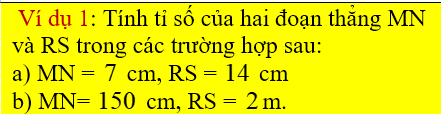 Ví dụ 1: Tính tỉ số của hai đoạn thẳng MN
và RS trong các trường hợp sau:
a) MN = 7 cm, RS = 14 cm
b) MN= 150 cm, RS = 2 m.